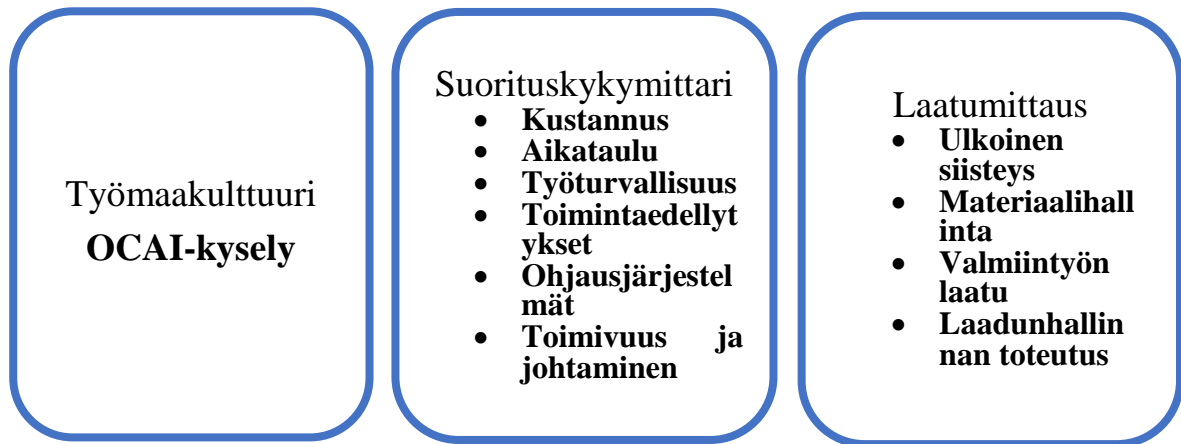 Työmaakulttuuri
OCAI-kysely
Suorituskykymittari
• Kustannus
• Aikataulu
• Työturvallisuus
• Toimintaedellyt
ykset
• Ohjausjärjestel
mät
• Toimivuus ja
johtaminen
Laatumittaus
• Ulkoinen
siisteys
• Materiaalihall
inta
• Valmiintyön
laatu
• Laadunhallin
nan toteutus